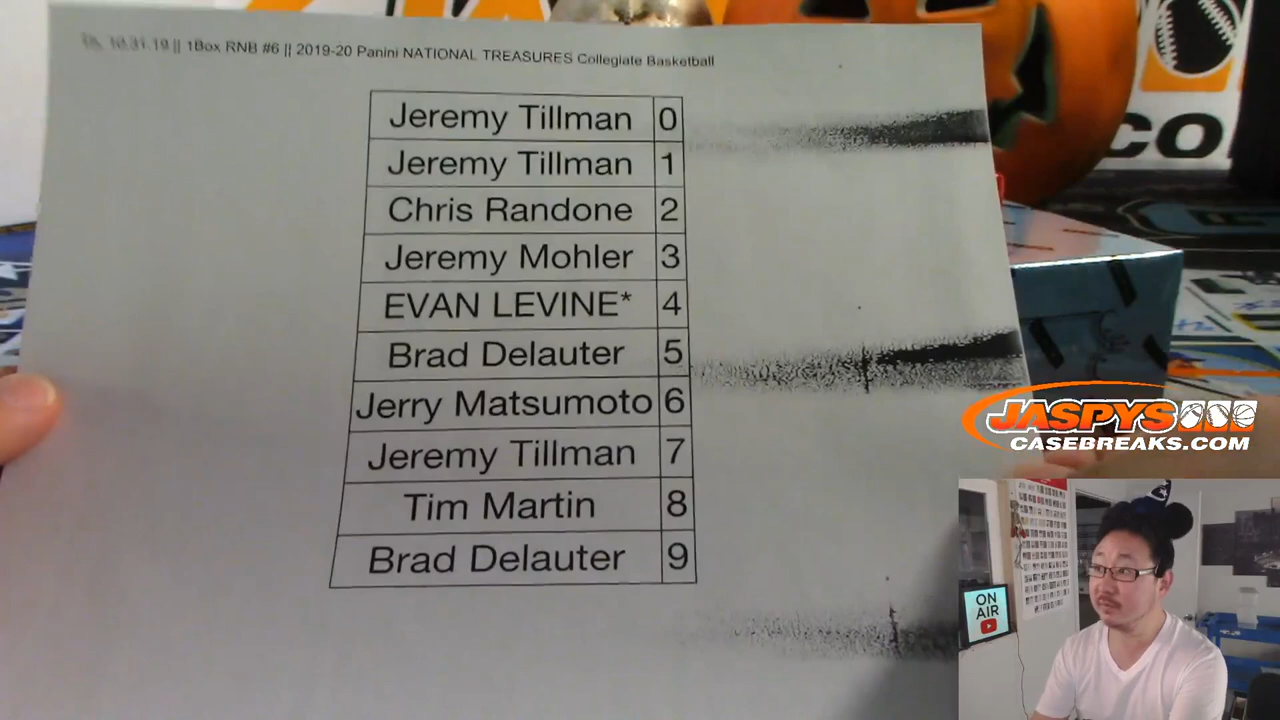 10.31.19 || 1Box RNB #6 || 2019-20 Panini NATIONAL TREASURES Collegiate Basketball
Jeremy Tillman 0
Jeremy Tillman 1
Chris Randone 2
Jeremy Mohler 3
EVAN LEVINE* 4
Brad Delauter 5
Jerry Matsumoto 6
Jeremy Tillman 7
Tim Martin 8
Brad Delauter 9
CO
JASPYS
CASEBREAKS.COM
ON
AIR